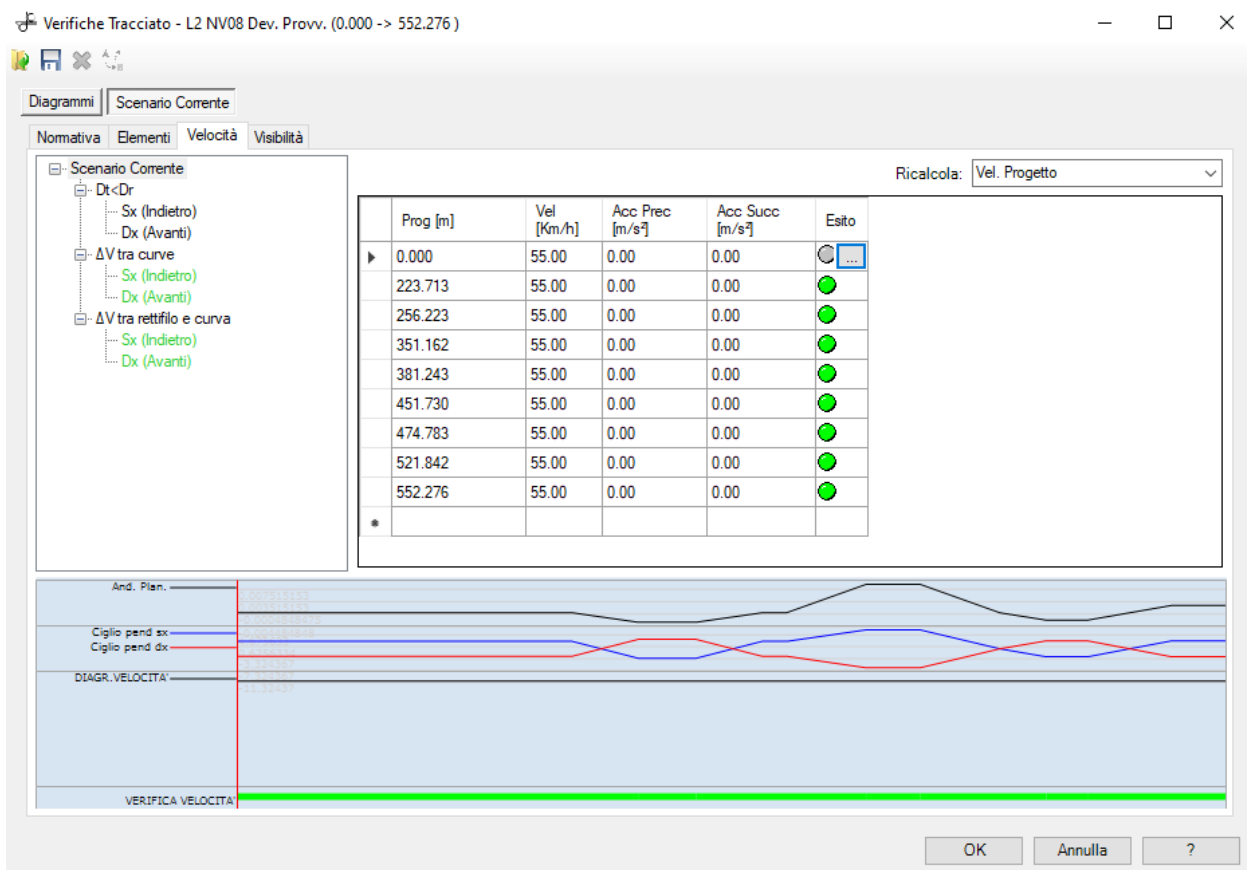 Verifiche Tracciato - L2 NV08 Dev. Provv. (0.000 -> 552.276 )
Diagrammi Scenario Corrente
Normativa Elementi Velocità Visibilità
Scenario Corrente
Dt<Dr
Sx (Indietro)
Dx (Avanti)
ΔV tra curve
Sx (Indietro)
Dx (Avanti)
ΔV tra rettifilo e curva
Sx (Indietro)
Dx (Avanti)
Ricalcola: Vel. Progetto
Prog [m] Vel [Km/h] Acc Prec [m/s²] Acc Succ [m/s²] Esito
0.000 55.00 0.00 0.00 ...
223.713 55.00 0.00 0.00
256.223 55.00 0.00 0.00
351.162 55.00 0.00 0.00
381.243 55.00 0.00 0.00
451.730 55.00 0.00 0.00
474.783 55.00 0.00 0.00
521.842 55.00 0.00 0.00
552.276 55.00 0.00 0.00
And. Plan.
Ciglio pend sx
Ciglio pend dx
DIAGR.VELOCITA'
VERIFICA VELOCITA'
OK Annulla ?